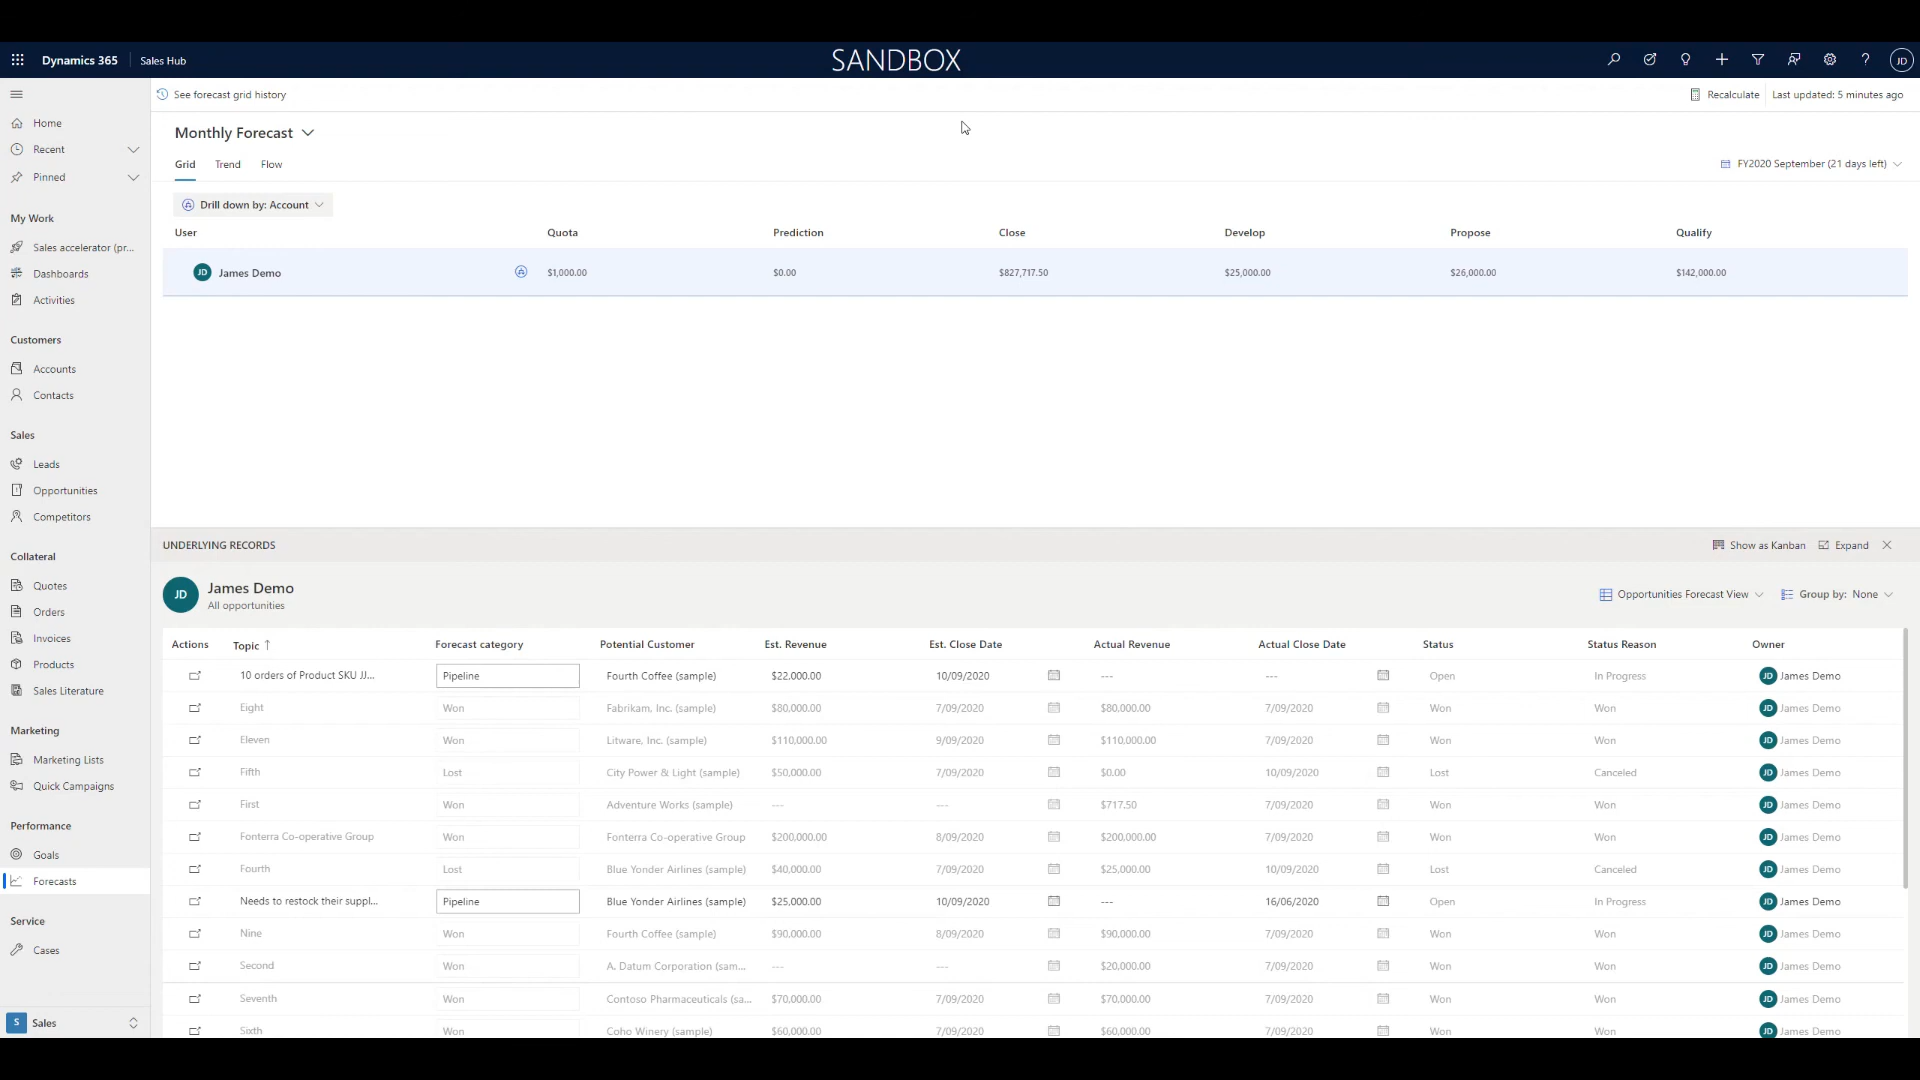 Dynamics 365 Sales Hub SANDBOX JD
See forecast grid history Recalculate Last updated: 5 minutes ago
Monthly Forecast
Grid Trend Flow FY2020 September (21 days left)
Drill down by: Account
User Quota Prediction Close Develop Propose Qualify
JD James Demo $1,000.00 $0.00 $827,717.50 $25,000.00 $26,000.00 $142,000.00
Home
Recent
Pinned
My Work
Sales accelerator (pr...
Dashboards
Activities
Customers
Accounts
Contacts
Sales
Leads
Opportunities
Competitors
Collateral
Quotes
Orders
Invoices
Products
Sales Literature
Marketing
Marketing Lists
Quick Campaigns
Performance
Goals
Forecasts
Service
Cases
S Sales
UNDERLYING RECORDS Show as Kanban Expand
JD James Demo
All opportunities
Opportunities Forecast View Group by: None
Actions Topic ↑ Forecast category Potential Customer Est. Revenue Est. Close Date Actual Revenue Actual Close Date Status Status Reason Owner
10 orders of Product SKU JJ... Pipeline Fourth Coffee (sample) $22,000.00 10/09/2020 --- --- Open In Progress JD James Demo
Eight Won Fabrikam, Inc. (sample) $80,000.00 7/09/2020 $80,000.00 7/09/2020 Won Won JD James Demo
Eleven Won Litware, Inc. (sample) $110,000.00 9/09/2020 $110,000.00 7/09/2020 Won Won JD James Demo
Fifth Lost City Power & Light (sample) $50,000.00 7/09/2020 $0.00 10/09/2020 Lost Canceled JD James Demo
First Won Adventure Works (sample) --- --- $717.50 7/09/2020 Won Won JD James Demo
Fonterra Co-operative Group Won Fonterra Co-operative Group $200,000.00 8/09/2020 $200,000.00 7/09/2020 Won Won JD James Demo
Fourth Lost Blue Yonder Airlines (sample) $40,000.00 7/09/2020 $25,000.00 10/09/2020 Lost Canceled JD James Demo
Needs to restock their suppl... Pipeline Blue Yonder Airlines (sample) $25,000.00 10/09/2020 --- 16/06/2020 Open In Progress JD James Demo
Nine Won Fourth Coffee (sample) $90,000.00 8/09/2020 $90,000.00 7/09/2020 Won Won JD James Demo
Second Won A. Datum Corporation (sam... --- --- $20,000.00 7/09/2020 Won Won JD James Demo
Seventh Won Contoso Pharmaceuticals (sa... $70,000.00 7/09/2020 $70,000.00 7/09/2020 Won Won JD James Demo
Sixth Won Coho Winery (sample) $60,000.00 7/09/2020 $60,000.00 7/09/2020 Won Won JD James Demo